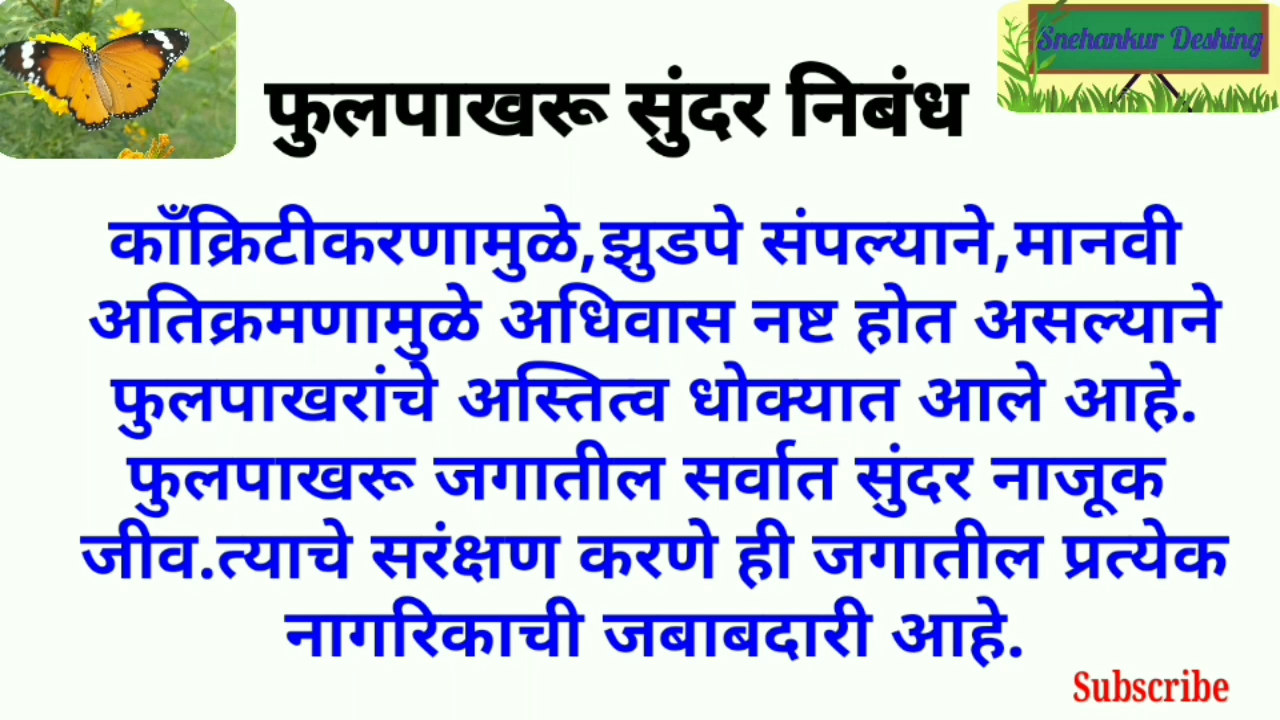 फुलपाखरू सुंदर निबंध
Snehankur Deshing
काँक्रिटीकरणामुळे,झुडपे संपल्याने,मानवी
अतिक्रमणामुळे अधिवास नष्ट होत असल्याने
फुलपाखरांचे अस्तित्व धोक्यात आले आहे.
फुलपाखरू जगातील सर्वात सुंदर नाजूक
जीव.त्याचे सरंक्षण करणे ही जगातील प्रत्येक
नागरिकाची जबाबदारी आहे.
Subscribe